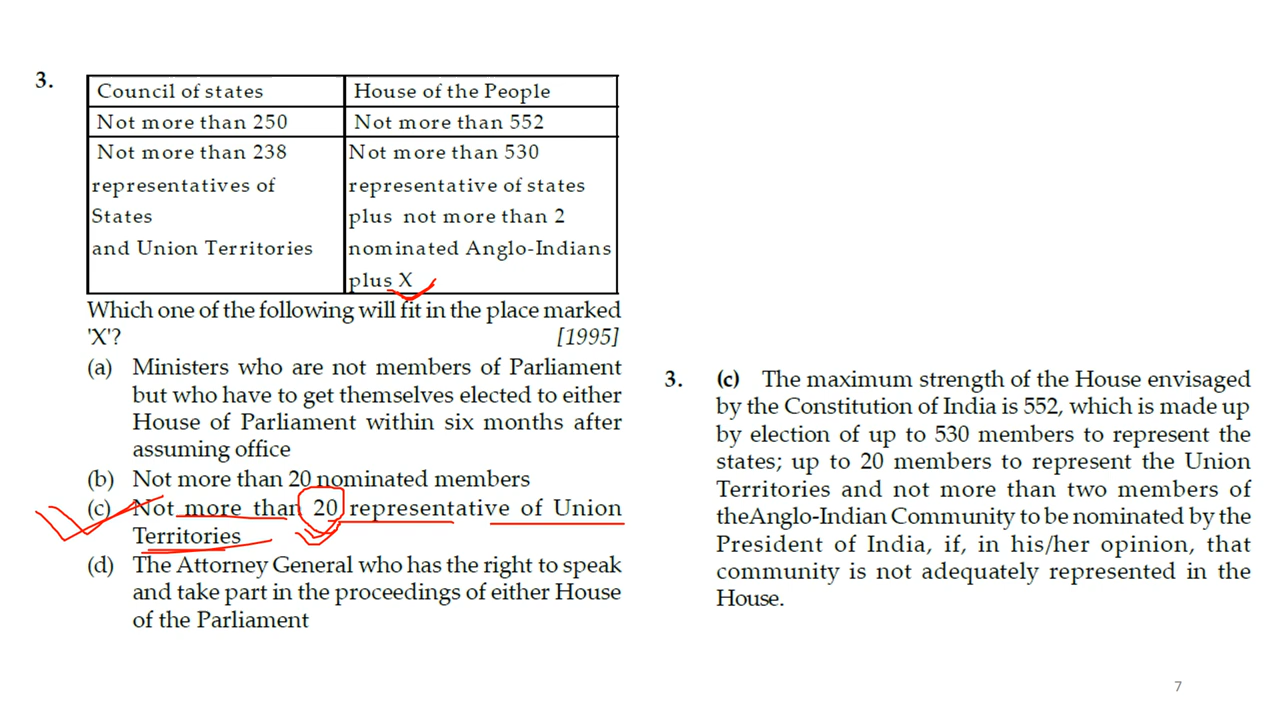 3.
Council of states House of the People
Not more than 250 Not more than 552
Not more than 238 Not more than 530
representatives of representative of states
States plus not more than 2
and Union Territories nominated Anglo-Indians
plus X
Which one of the following will fit in the place marked
'X'? [1995]
(a) Ministers who are not members of Parliament
but who have to get themselves elected to either
House of Parliament within six months after
assuming office
(b) Not more than 20 nominated members
(c) Not more than 20 representative of Union
Territories
(d) The Attorney General who has the right to speak
and take part in the proceedings of either House
of the Parliament
3. (c) The maximum strength of the House envisaged
by the Constitution of India is 552, which is made up
by election of up to 530 members to represent the
states; up to 20 members to represent the Union
Territories and not more than two members of
theAnglo-Indian Community to be nominated by the
President of India, if, in his/her opinion, that
community is not adequately represented in the
House.
7